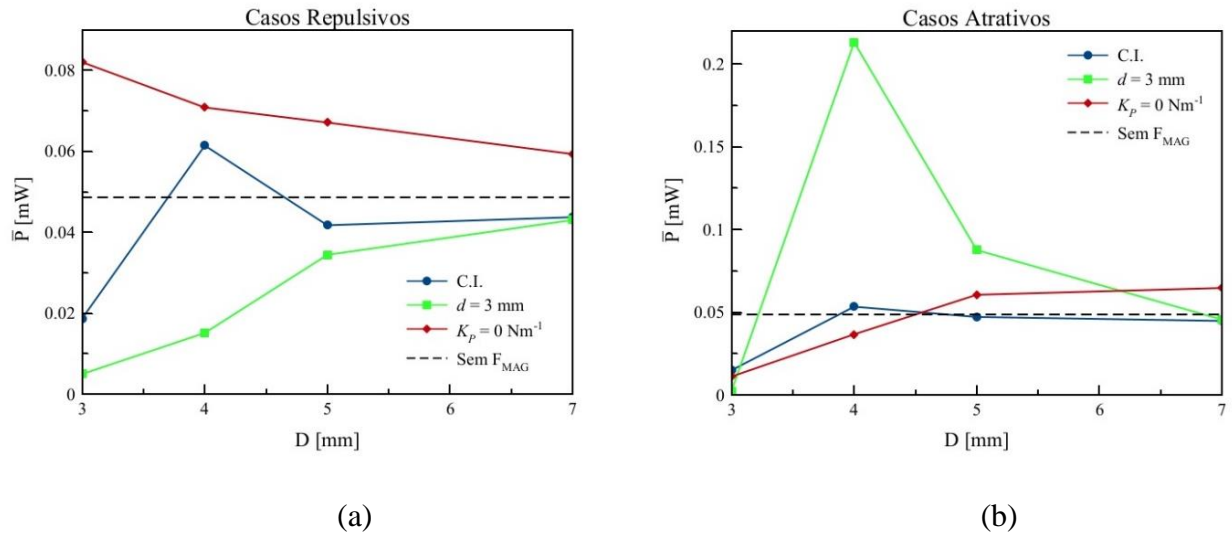 Casos Repulsivos
P̅ [mW]
0.08
0.06
0.04
0.02
0
3 4 5 6 7
D [mm]
C.I.
d = 3 mm
K_P = 0 Nm⁻¹
Sem F_MAG
(a)
Casos Atrativos
P̅ [mW]
0.2
0.15
0.1
0.05
0
3 4 5 6 7
D [mm]
C.I.
d = 3 mm
K_P = 0 Nm⁻¹
Sem F_MAG
(b)